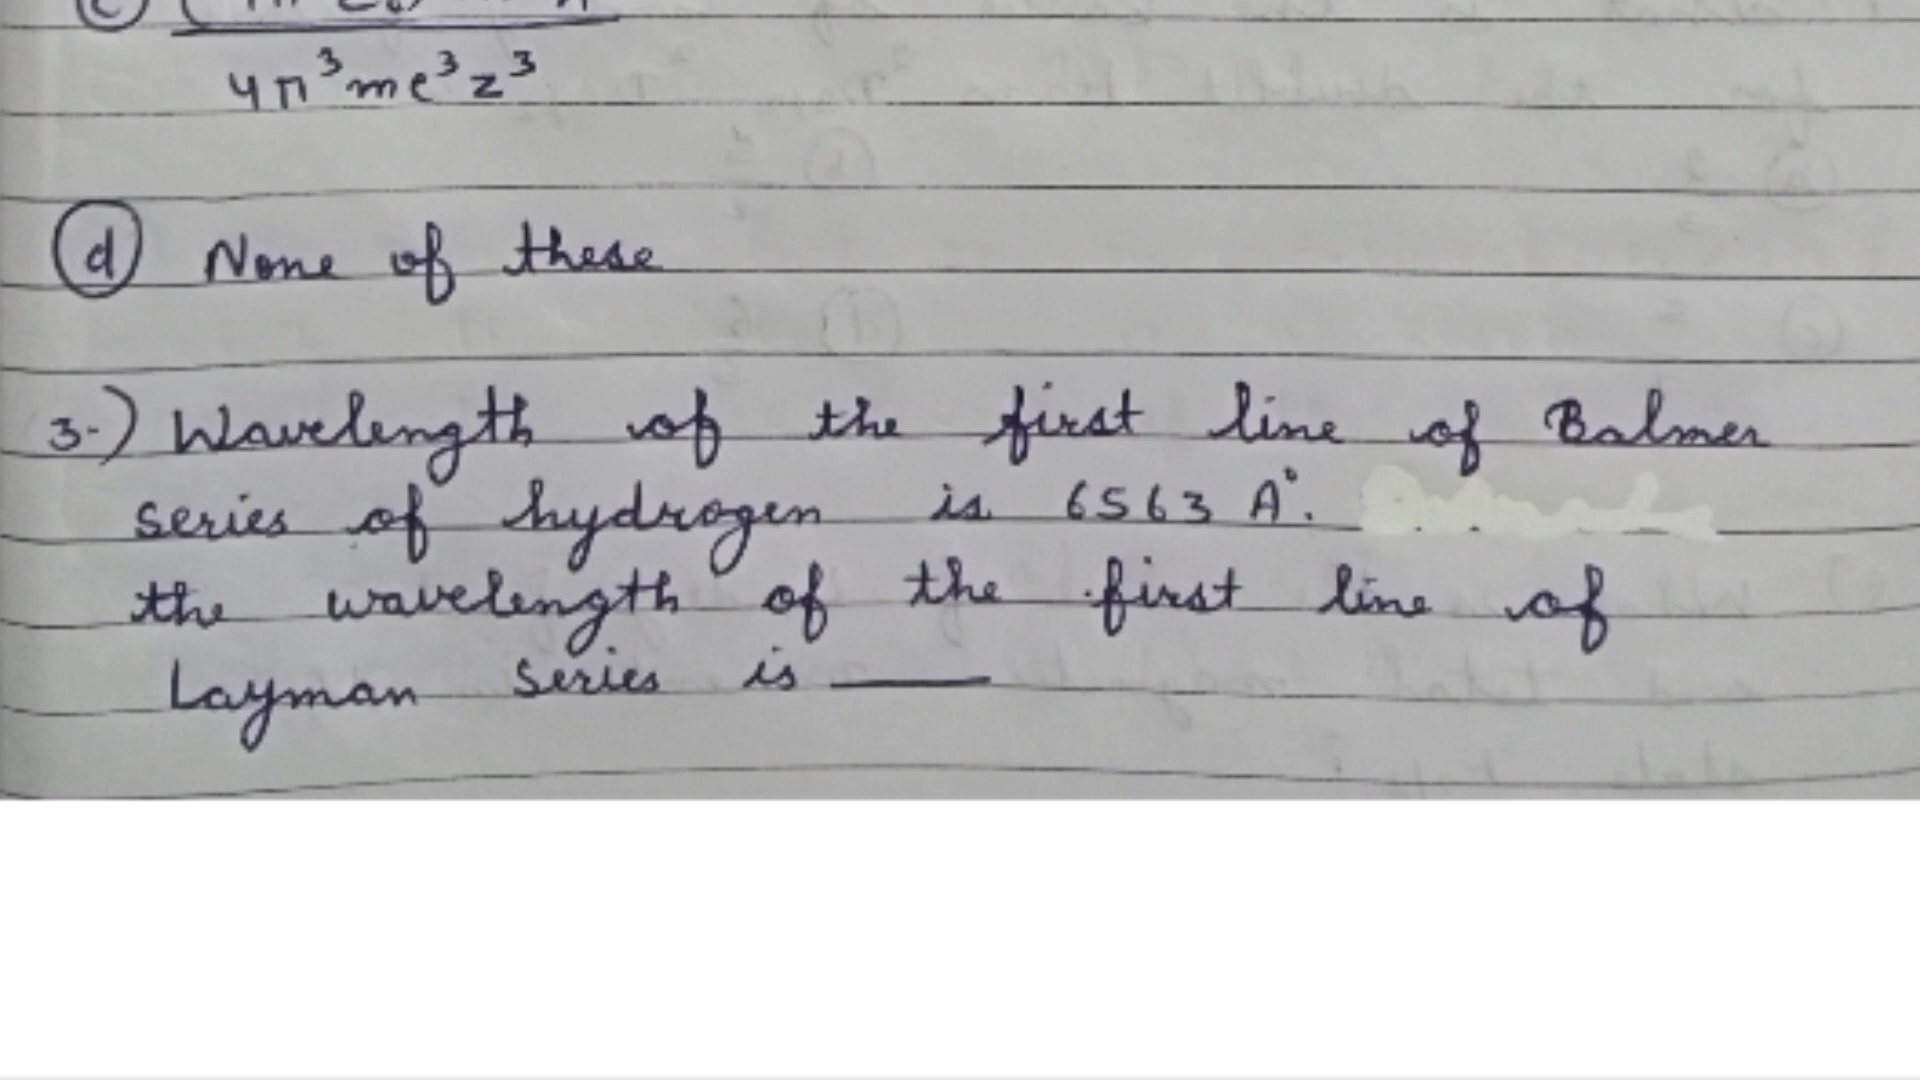 (c)
4π³me³z³
(d) None of these
3.) Wavelength of the first line of Balmer
series of hydrogen is 6563 A°.
the wavelength of the first line of
Layman series is ____